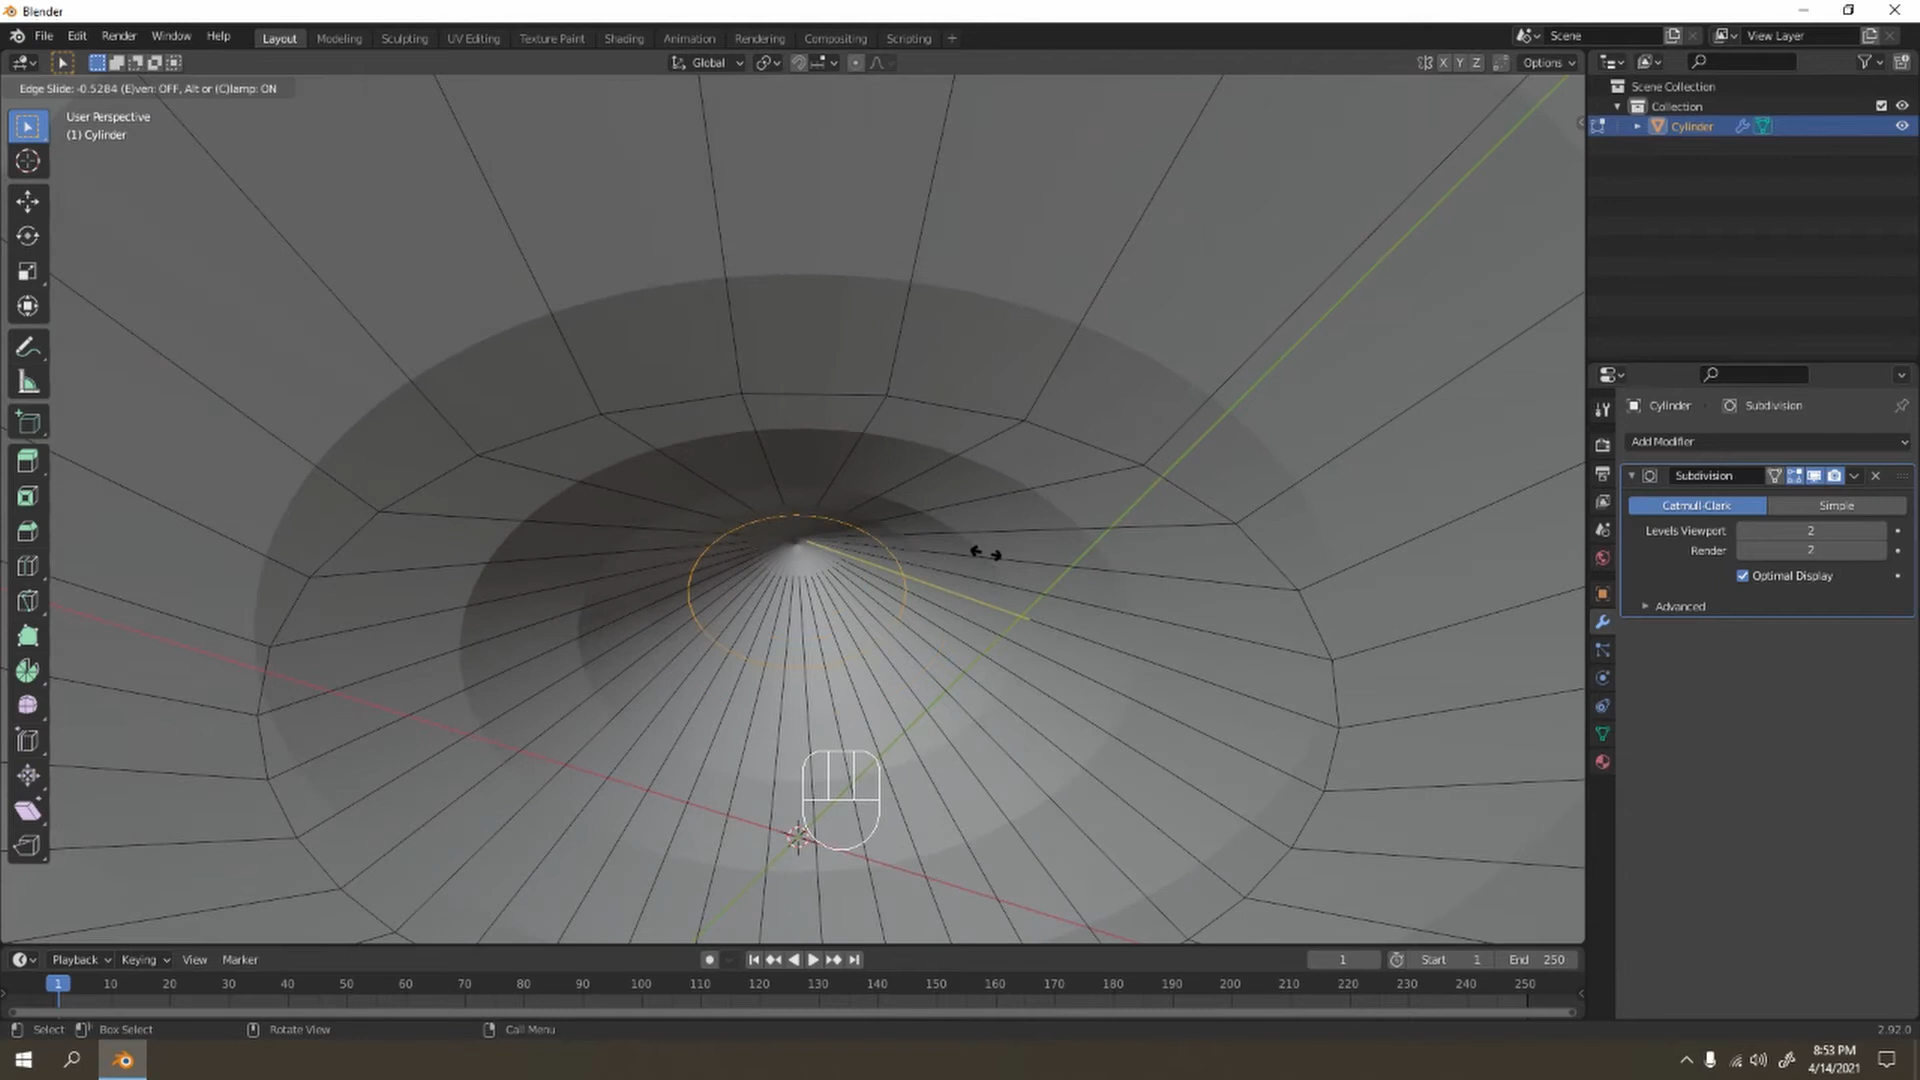 Blender
File Edit Render Window Help Layout Modeling Sculpting UV Editing Texture Paint Shading Animation Rendering Compositing Scripting + Scene View Layer
Global X Y Z Options
Edge Slide: -0.5284 (E)ven: OFF, Alt or (C)lamp: ON
User Perspective
(1) Cylinder
Scene Collection
Collection
Cylinder
Cylinder Subdivision
Add Modifier
Subdivision
Catmull-Clark Simple
Levels Viewport 2
Render 2
Optimal Display
Advanced
Playback Keying View Marker 1 Start 1 End 250
1 10 20 30 40 50 60 70 80 90 100 110 120 130 140 150 160 170 180 190 200 210 220 230 240 250
Select Box Select Rotate View Call Menu 2.92.0
8:53 PM
4/14/2021